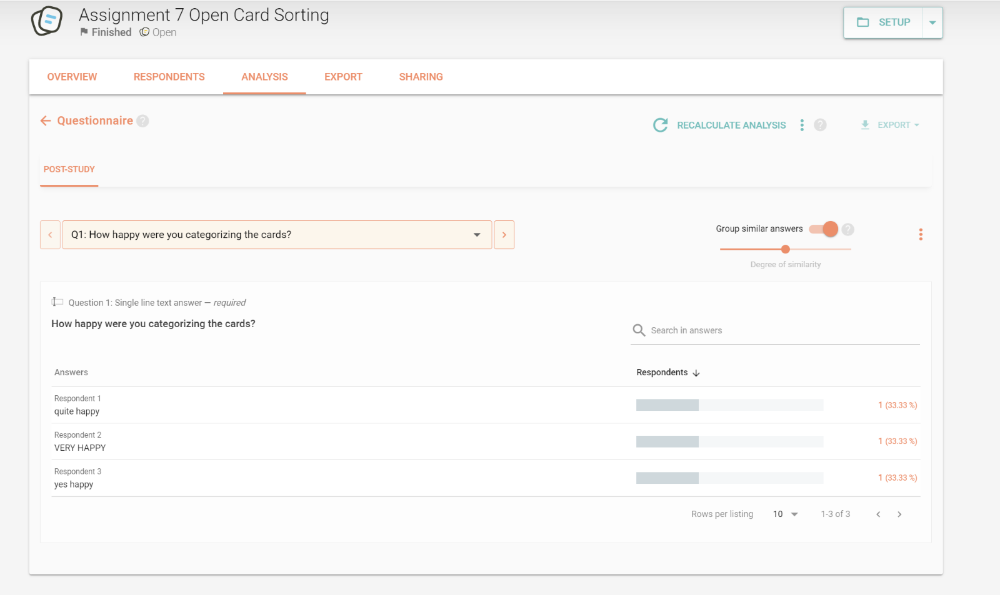 Assignment 7 Open Card Sorting
Finished Open
SETUP
OVERVIEW RESPONDENTS ANALYSIS EXPORT SHARING
Questionnaire ?
RECALCULATE ANALYSIS ? EXPORT
POST-STUDY
Q1: How happy were you categorizing the cards?
Group similar answers ?
Degree of similarity
Question 1: Single line text answer — required
How happy were you categorizing the cards?
Search in answers
Answers Respondents
Respondent 1
quite happy 1 (33.33 %)
Respondent 2
VERY HAPPY 1 (33.33 %)
Respondent 3
yes happy 1 (33.33 %)
Rows per listing 10 1-3 of 3